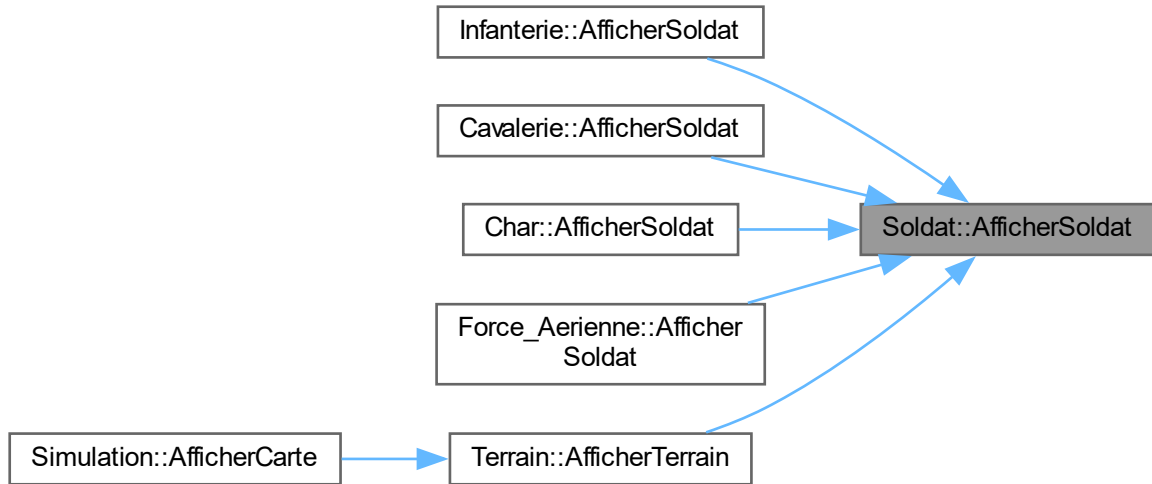 Infanterie::AfficherSoldat
Cavalerie::AfficherSoldat
Char::AfficherSoldat
Soldat::AfficherSoldat
Force_Aerienne::Afficher
Soldat
Simulation::AfficherCarte
Terrain::AfficherTerrain